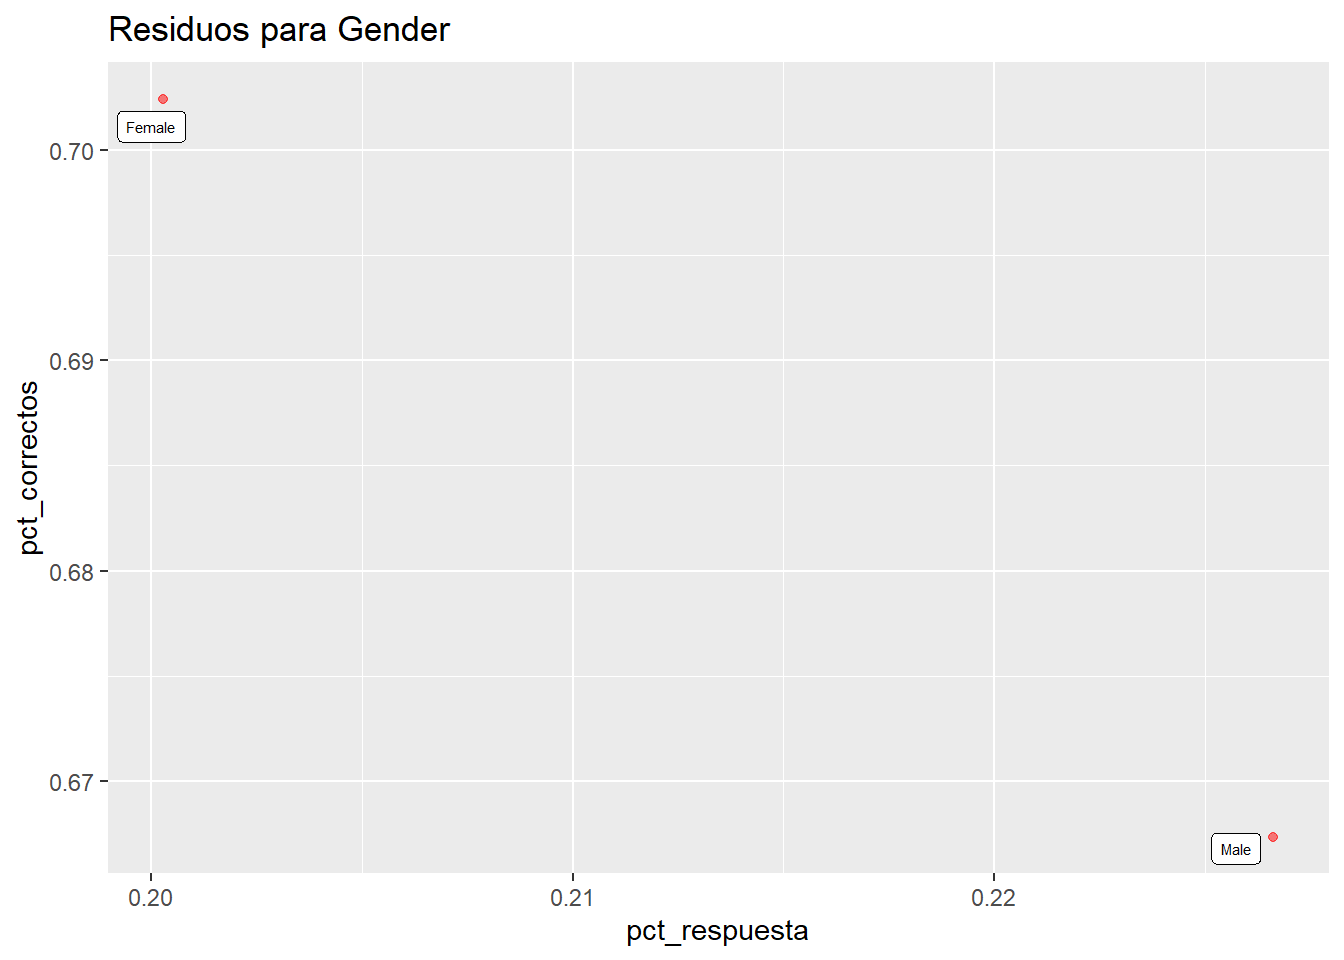 Residuos para Gender
Female
0.70
0.69
0.68
0.67
pct_correctos
Male
0.20
0.21
0.22
pct_respuesta